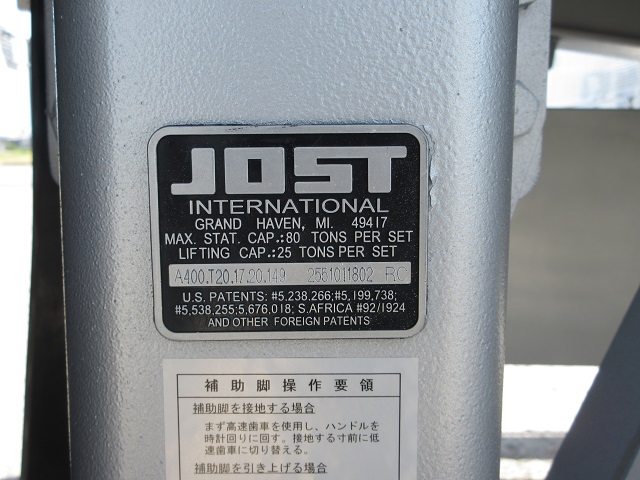 JOST
INTERNATIONAL
GRAND HAVEN, MI. 49417
MAX. STAT. CAP.:80 TONS PER SET
LIFTING CAP.:25 TONS PER SET
A400.T20.17.20.149 2551011802 RC
U.S. PATENTS: #5,238,266;#5,199,738;
#5,538,255;5,676,018; S.AFRICA #92/1924
AND OTHER FOREIGN PATENTS
補助脚操作要領
補助脚を接地する場合
まず高速歯車を使用し、ハンドルを
時計回りに回す。接地する寸前に低
速歯車に切り替える。
補助脚を引き上げる場合